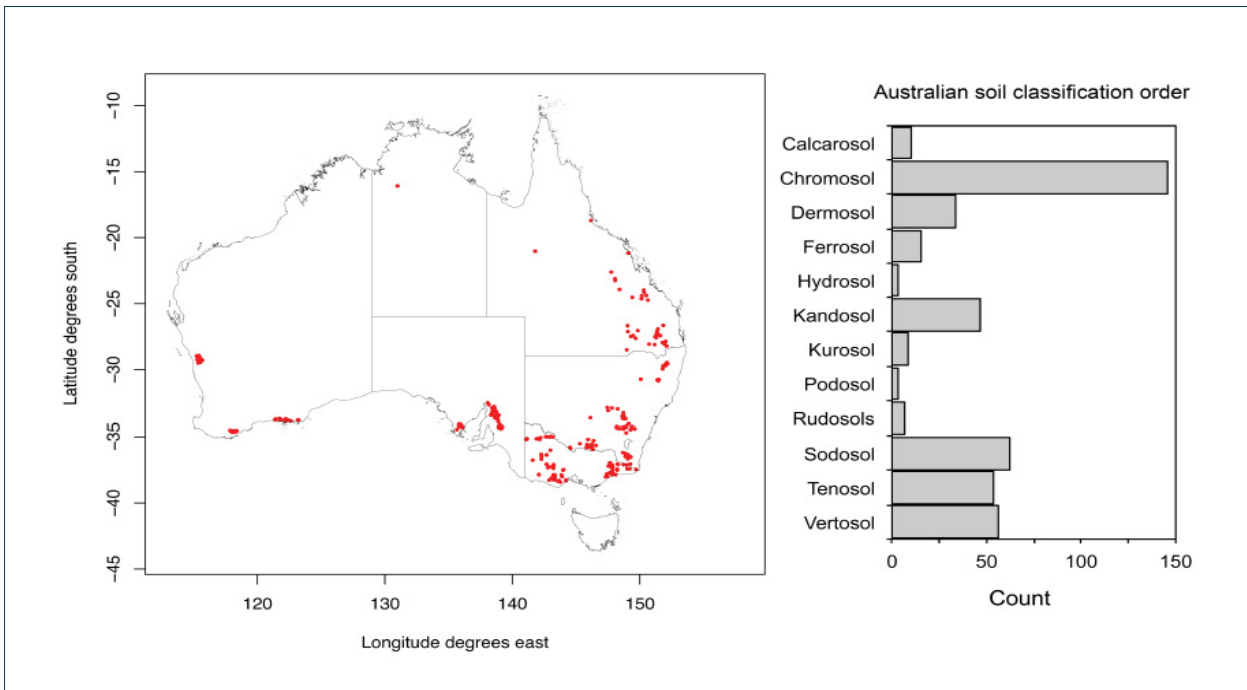 −10
−15
−20
−25
−30
−35
−40
−45
Latitude degrees south
120
130
140
150
Longitude degrees east
Australian soil classification order
Calcarosol
Chromosol
Dermosol
Ferrosol
Hydrosol
Kandosol
Kurosol
Podosol
Rudosols
Sodosol
Tenosol
Vertosol
0
50
100
150
Count